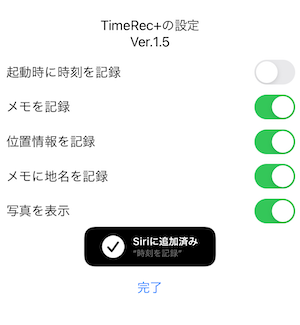 TimeRec+の設定
Ver.1.5
起動時に時刻を記録
メモを記録
位置情報を記録
メモに地名を記録
写真を表示
Siriに追加済み
“時刻を記録”
完了